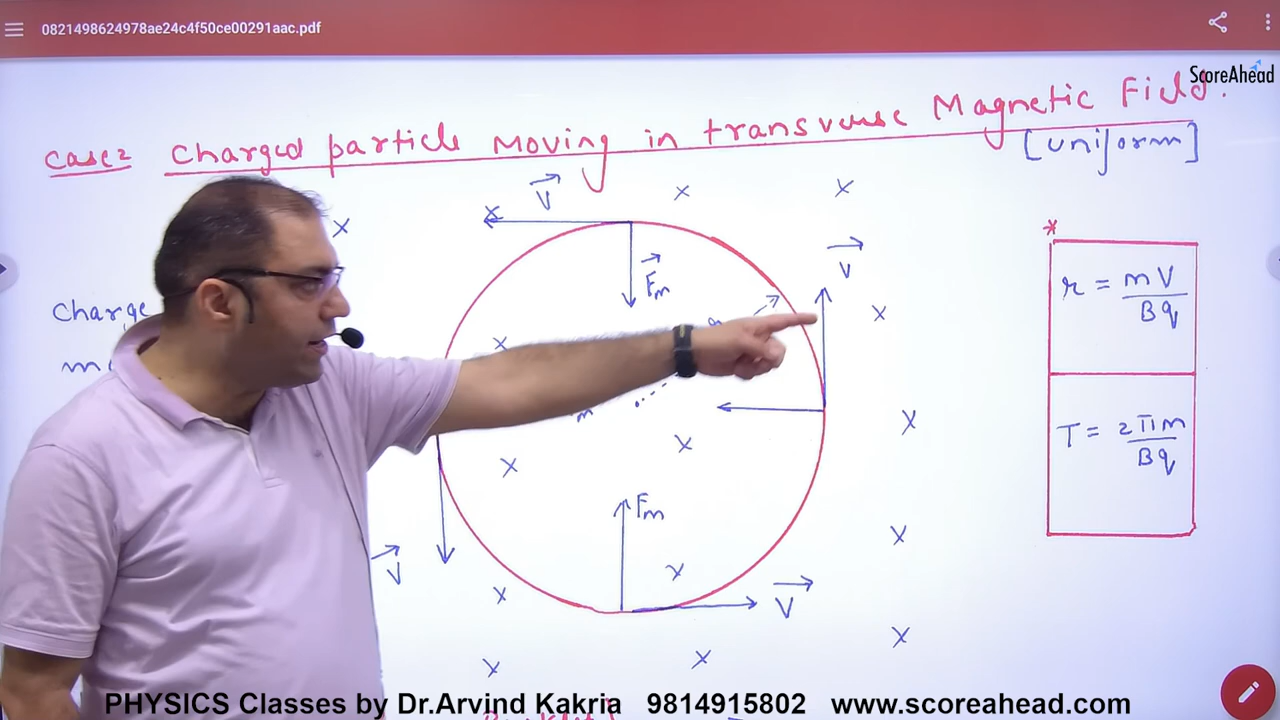 0821498624978ae24c4f50ce00291aac.pdf
ScoreAhead
Case2 Charged particle moving in transverse Magnetic Field.
[uniform]
V
V
Fm
r = mV / Bq
Charge
T = 2πm / Bq
m
Fm
V
V
PHYSICS Classes by Dr.Arvind Kakria 9814915802 www.scoreahead.com